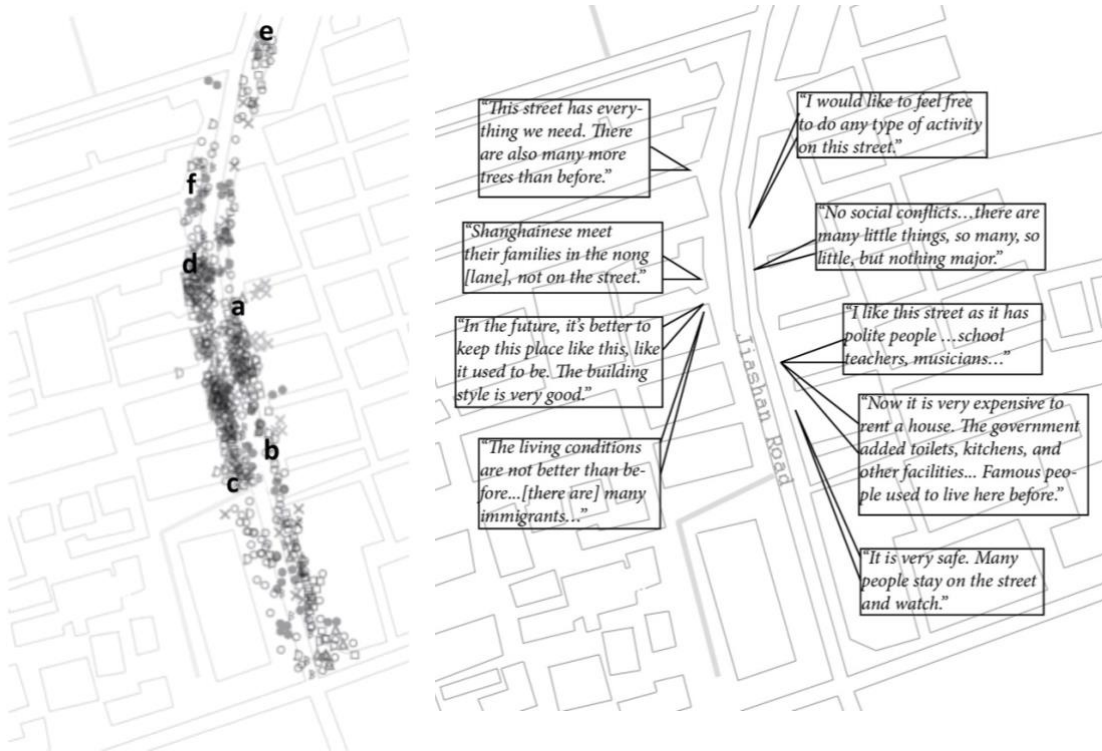 e
f
d
a
b
c
“This street has every-
thing we need. There
are also many more
trees than before.”
“Shanghainese meet
their families in the nong
[lane], not on the street.”
“In the future, it’s better to
keep this place like this, like
it used to be. The building
style is very good.”
“The living conditions
are not better than be-
fore...[there are] many
immigrants…”
Jiashan Road
“I would like to feel free
to do any type of activity
on this street.”
“No social conflicts…there are
many little things, so many, so
little, but nothing major.”
“I like this street as it has
polite people …school
teachers, musicians…”
“Now it is very expensive to
rent a house. The government
added toilets, kitchens, and
other facilities... Famous peo-
ple used to live here before.”
“It is very safe. Many
people stay on the street
and watch.”